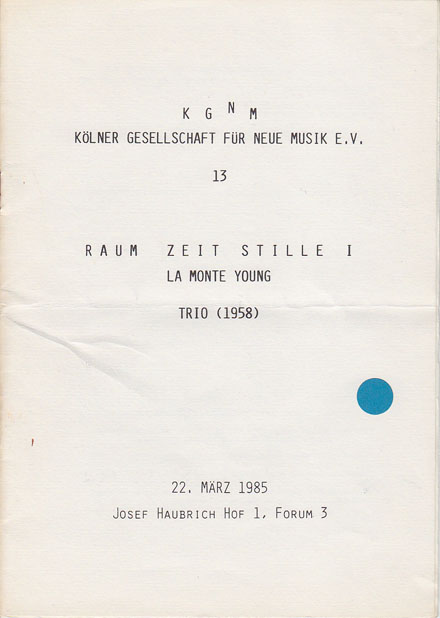 K G N M
KÖLNER GESELLSCHAFT FÜR NEUE MUSIK E.V.
13
RAUM ZEIT STILLE I
LA MONTE YOUNG
TRIO (1958)
22. MÄRZ 1985
JOSEF HAUBRICH HOF 1, FORUM 3